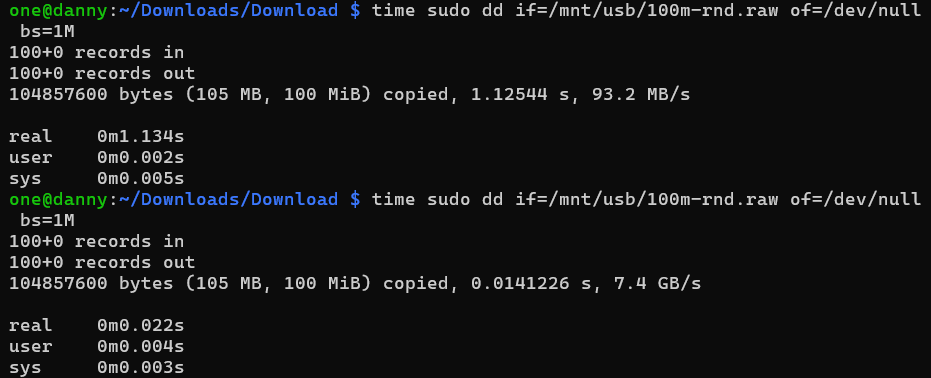 one@danny:~/Downloads/Download $ time sudo dd if=/mnt/usb/100m-rnd.raw of=/dev/null
 bs=1M
100+0 records in
100+0 records out
104857600 bytes (105 MB, 100 MiB) copied, 1.12544 s, 93.2 MB/s

real    0m1.134s
user    0m0.002s
sys     0m0.005s
one@danny:~/Downloads/Download $ time sudo dd if=/mnt/usb/100m-rnd.raw of=/dev/null
 bs=1M
100+0 records in
100+0 records out
104857600 bytes (105 MB, 100 MiB) copied, 0.0141226 s, 7.4 GB/s

real    0m0.022s
user    0m0.004s
sys     0m0.003s